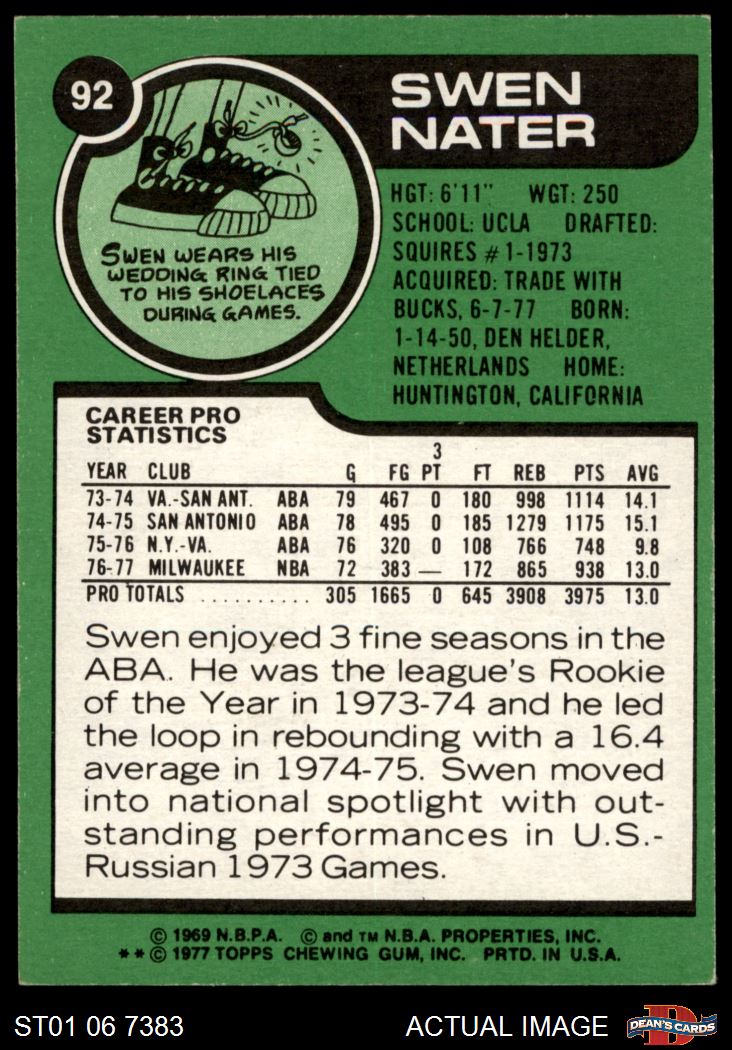 92
SWEN
NATER
SWEN WEARS HIS
WEDDING RING TIED
TO HIS SHOELACES
DURING GAMES.
HGT: 6'11" WGT: 250
SCHOOL: UCLA DRAFTED:
SQUIRES #1-1973
ACQUIRED: TRADE WITH
BUCKS, 6-7-77 BORN:
1-14-50, DEN HELDER,
NETHERLANDS HOME:
HUNTINGTON, CALIFORNIA
CAREER PRO
STATISTICS
YEAR CLUB G FG 3 PT FT REB PTS AVG
73-74 VA.-SAN ANT. ABA 79 467 0 180 998 1114 14.1
74-75 SAN ANTONIO ABA 78 495 0 185 1279 1175 15.1
75-76 N.Y.-VA. ABA 76 320 0 108 766 748 9.8
76-77 MILWAUKEE NBA 72 383 — 172 865 938 13.0
PRO TOTALS .......... 305 1665 0 645 3908 3975 13.0
Swen enjoyed 3 fine seasons in the
ABA. He was the league's Rookie
of the Year in 1973-74 and he led
the loop in rebounding with a 16.4
average in 1974-75. Swen moved
into national spotlight with out-
standing performances in U.S.-
Russian 1973 Games.
© 1969 N.B.P.A. © and TM N.B.A. PROPERTIES, INC.
**© 1977 TOPPS CHEWING GUM, INC. PRTD. IN U.S.A.
ST01 06 7383 ACTUAL IMAGE DEAN'S CARDS